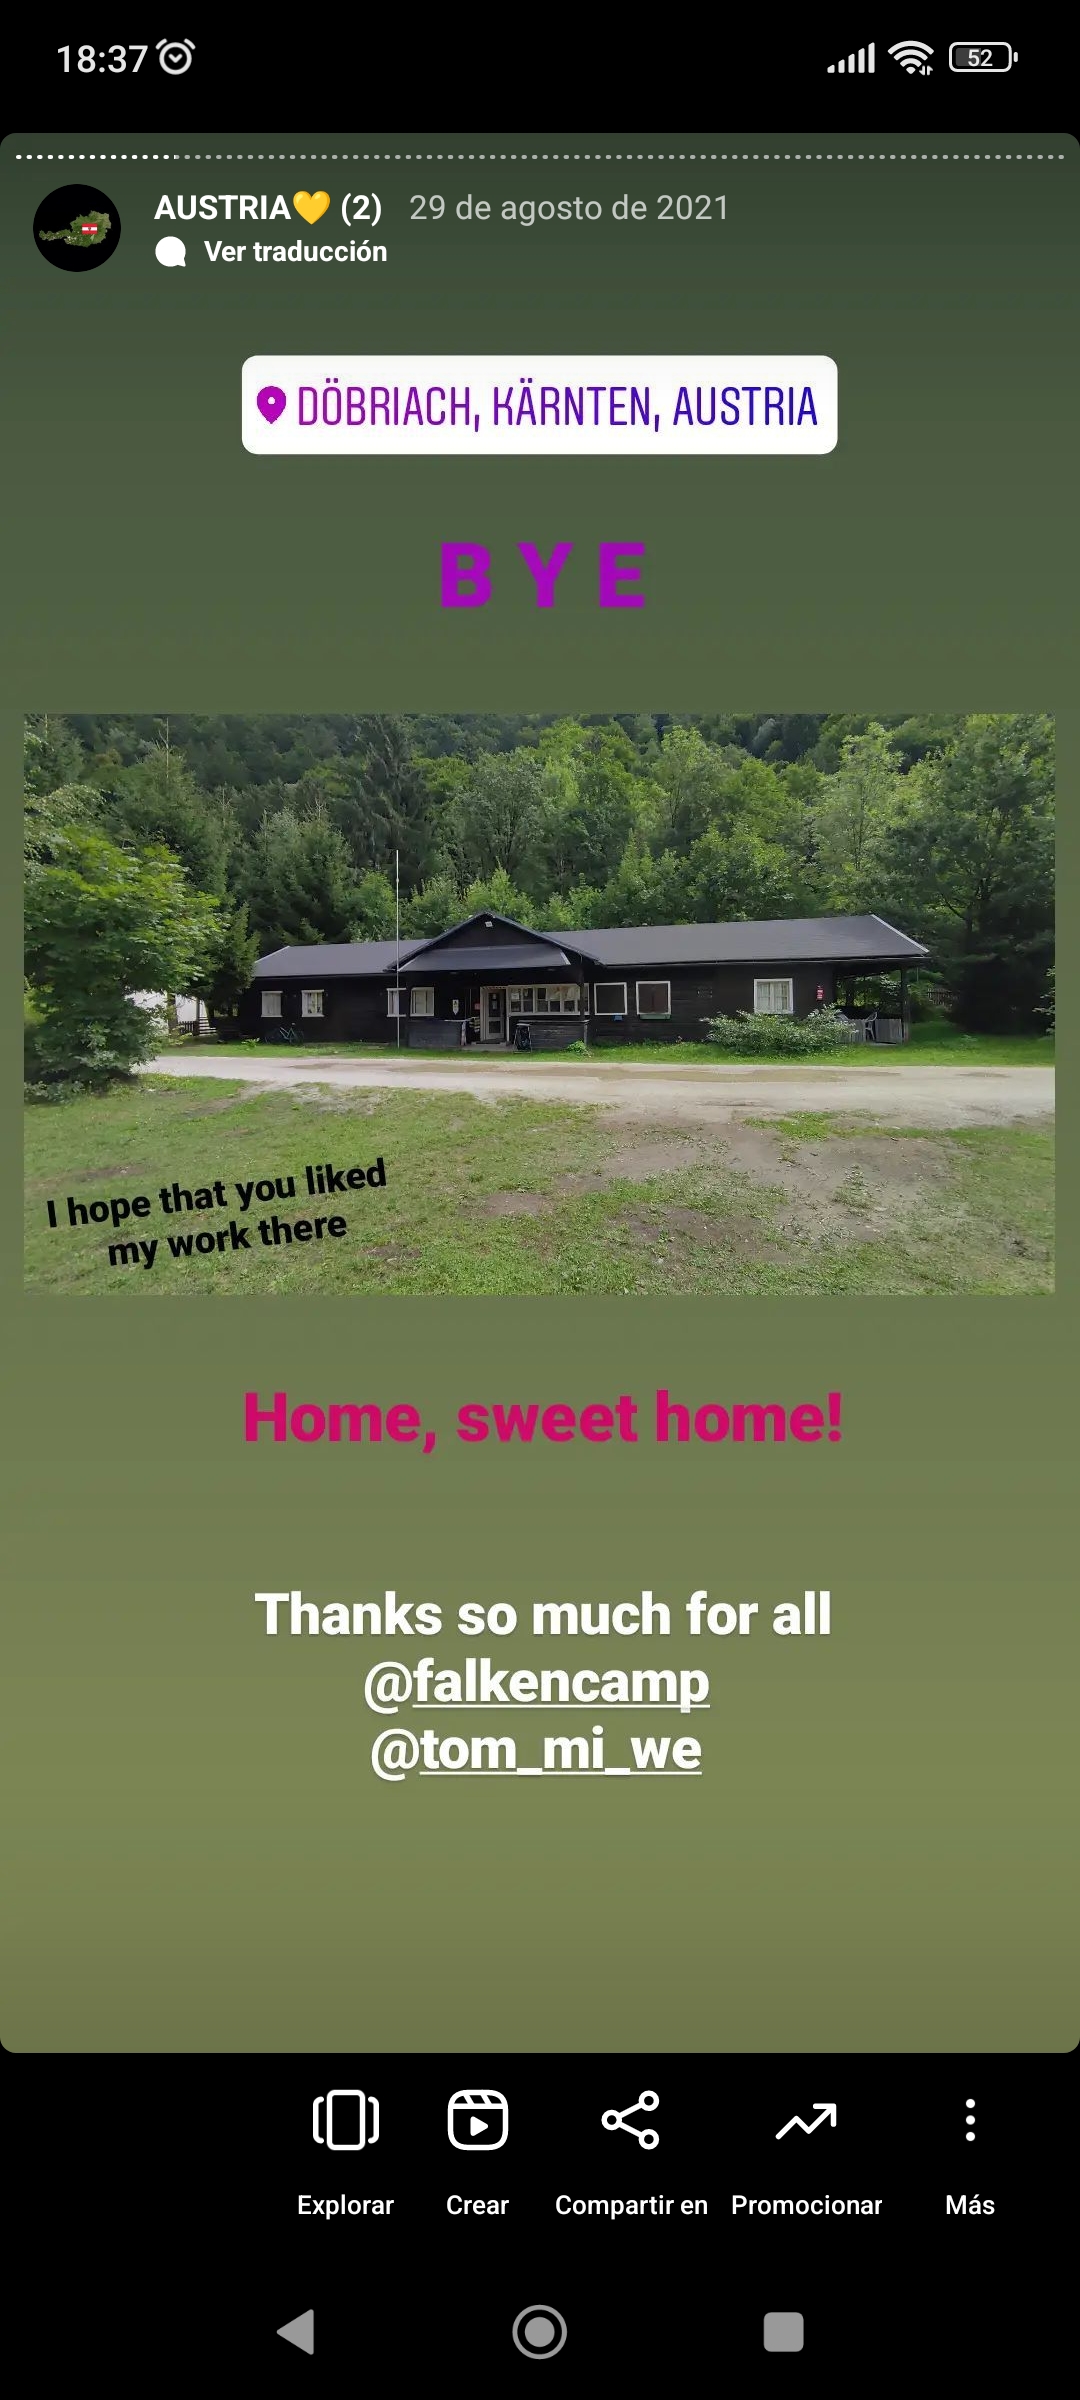 18:37
52
AUSTRIA💛 (2) 29 de agosto de 2021
Ver traducción
DÖBRIACH, KÄRNTEN, AUSTRIA
BYE
I hope that you liked
my work there
Home, sweet home!
Thanks so much for all
@falkencamp
@tom_mi_we
Explorar Crear Compartir en Promocionar Más